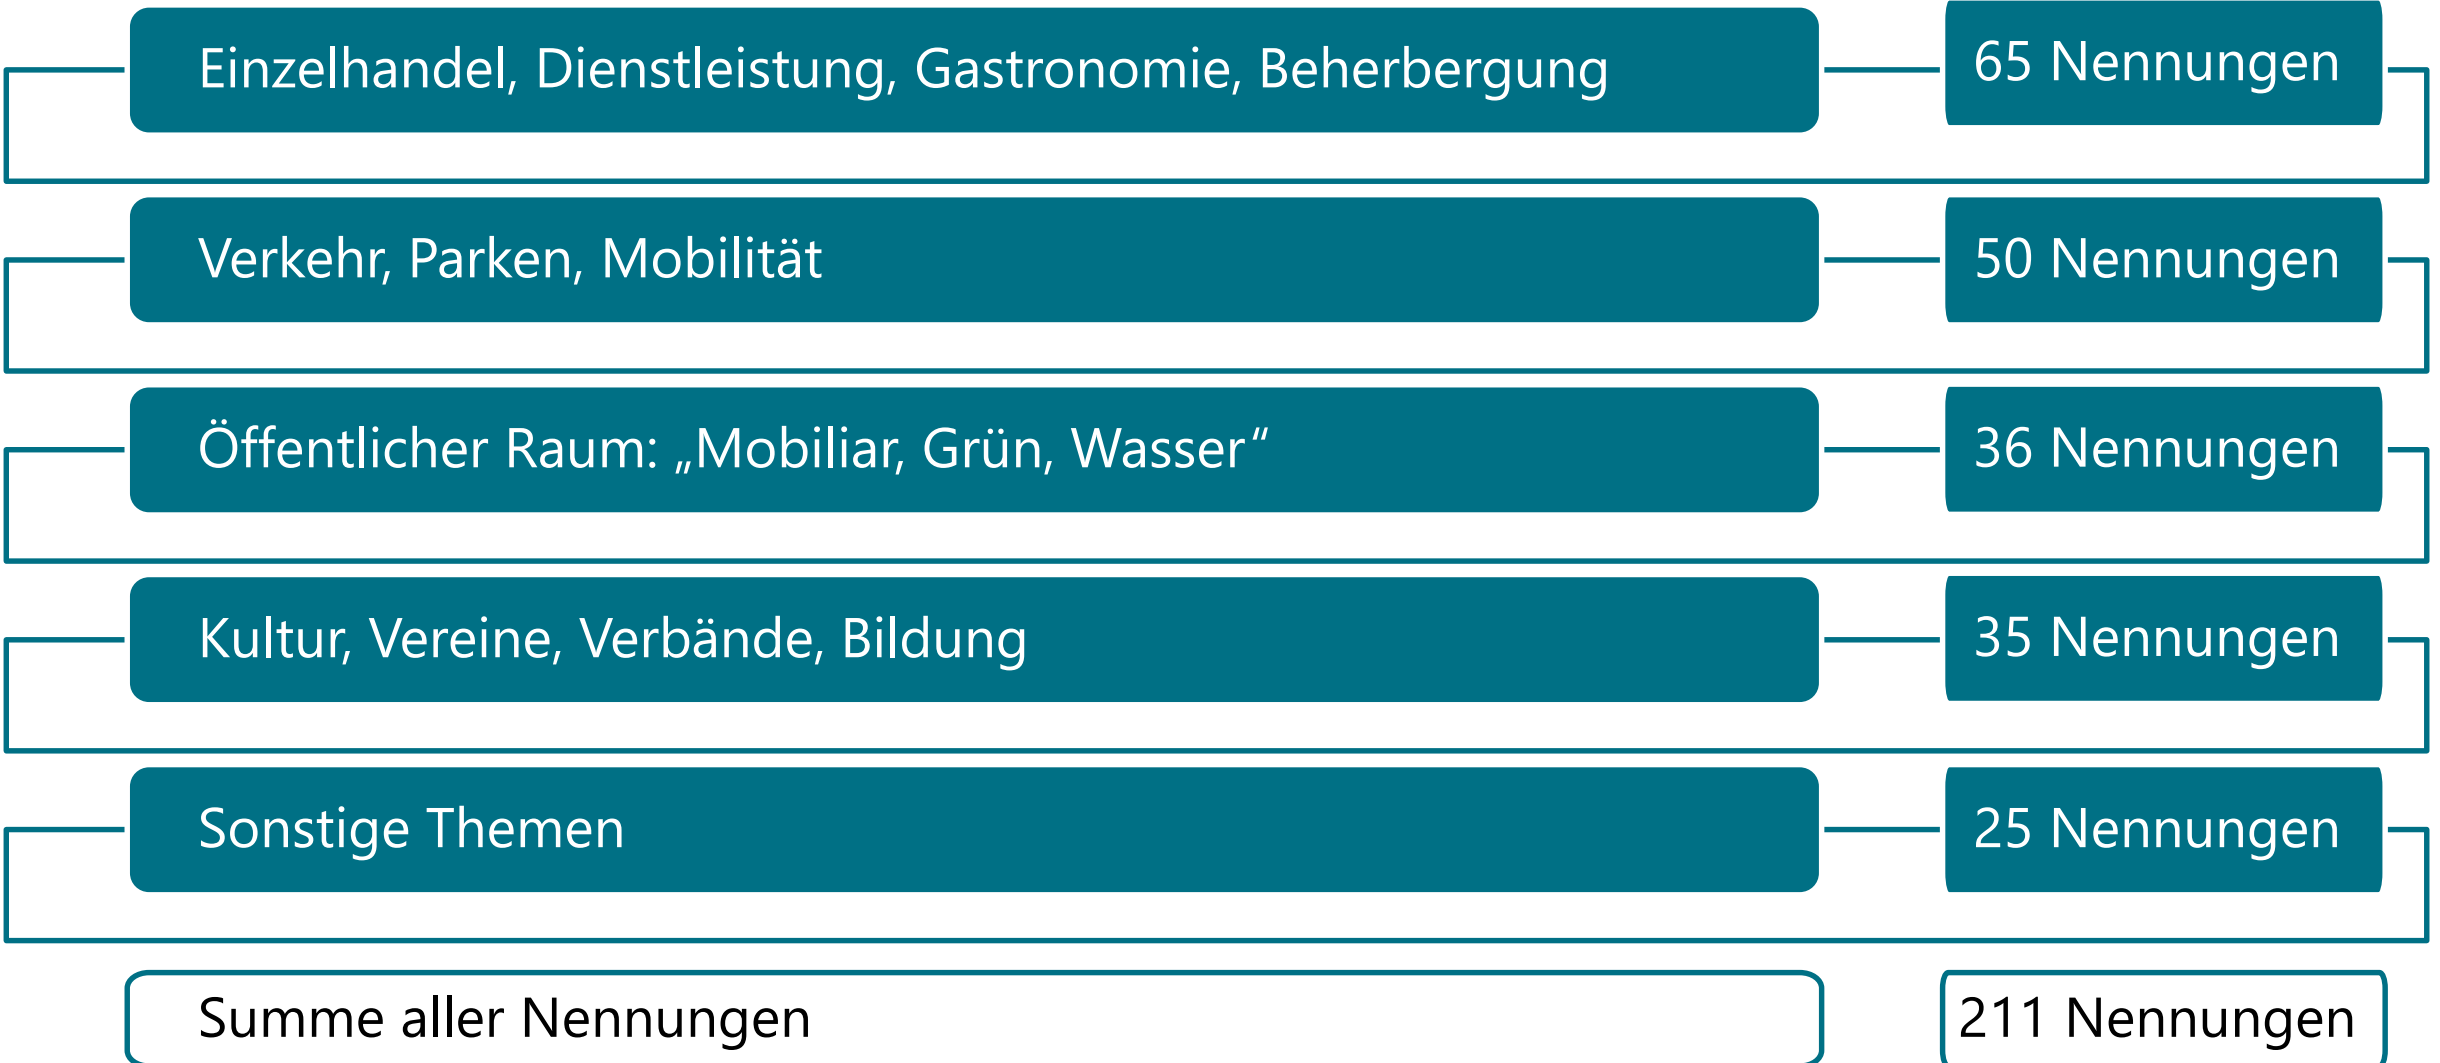 Einzelhandel, Dienstleistung, Gastronomie, Beherbergung 65 Nennungen
Verkehr, Parken, Mobilität 50 Nennungen
Öffentlicher Raum: „Mobiliar, Grün, Wasser“ 36 Nennungen
Kultur, Vereine, Verbände, Bildung 35 Nennungen
Sonstige Themen 25 Nennungen
Summe aller Nennungen 211 Nennungen